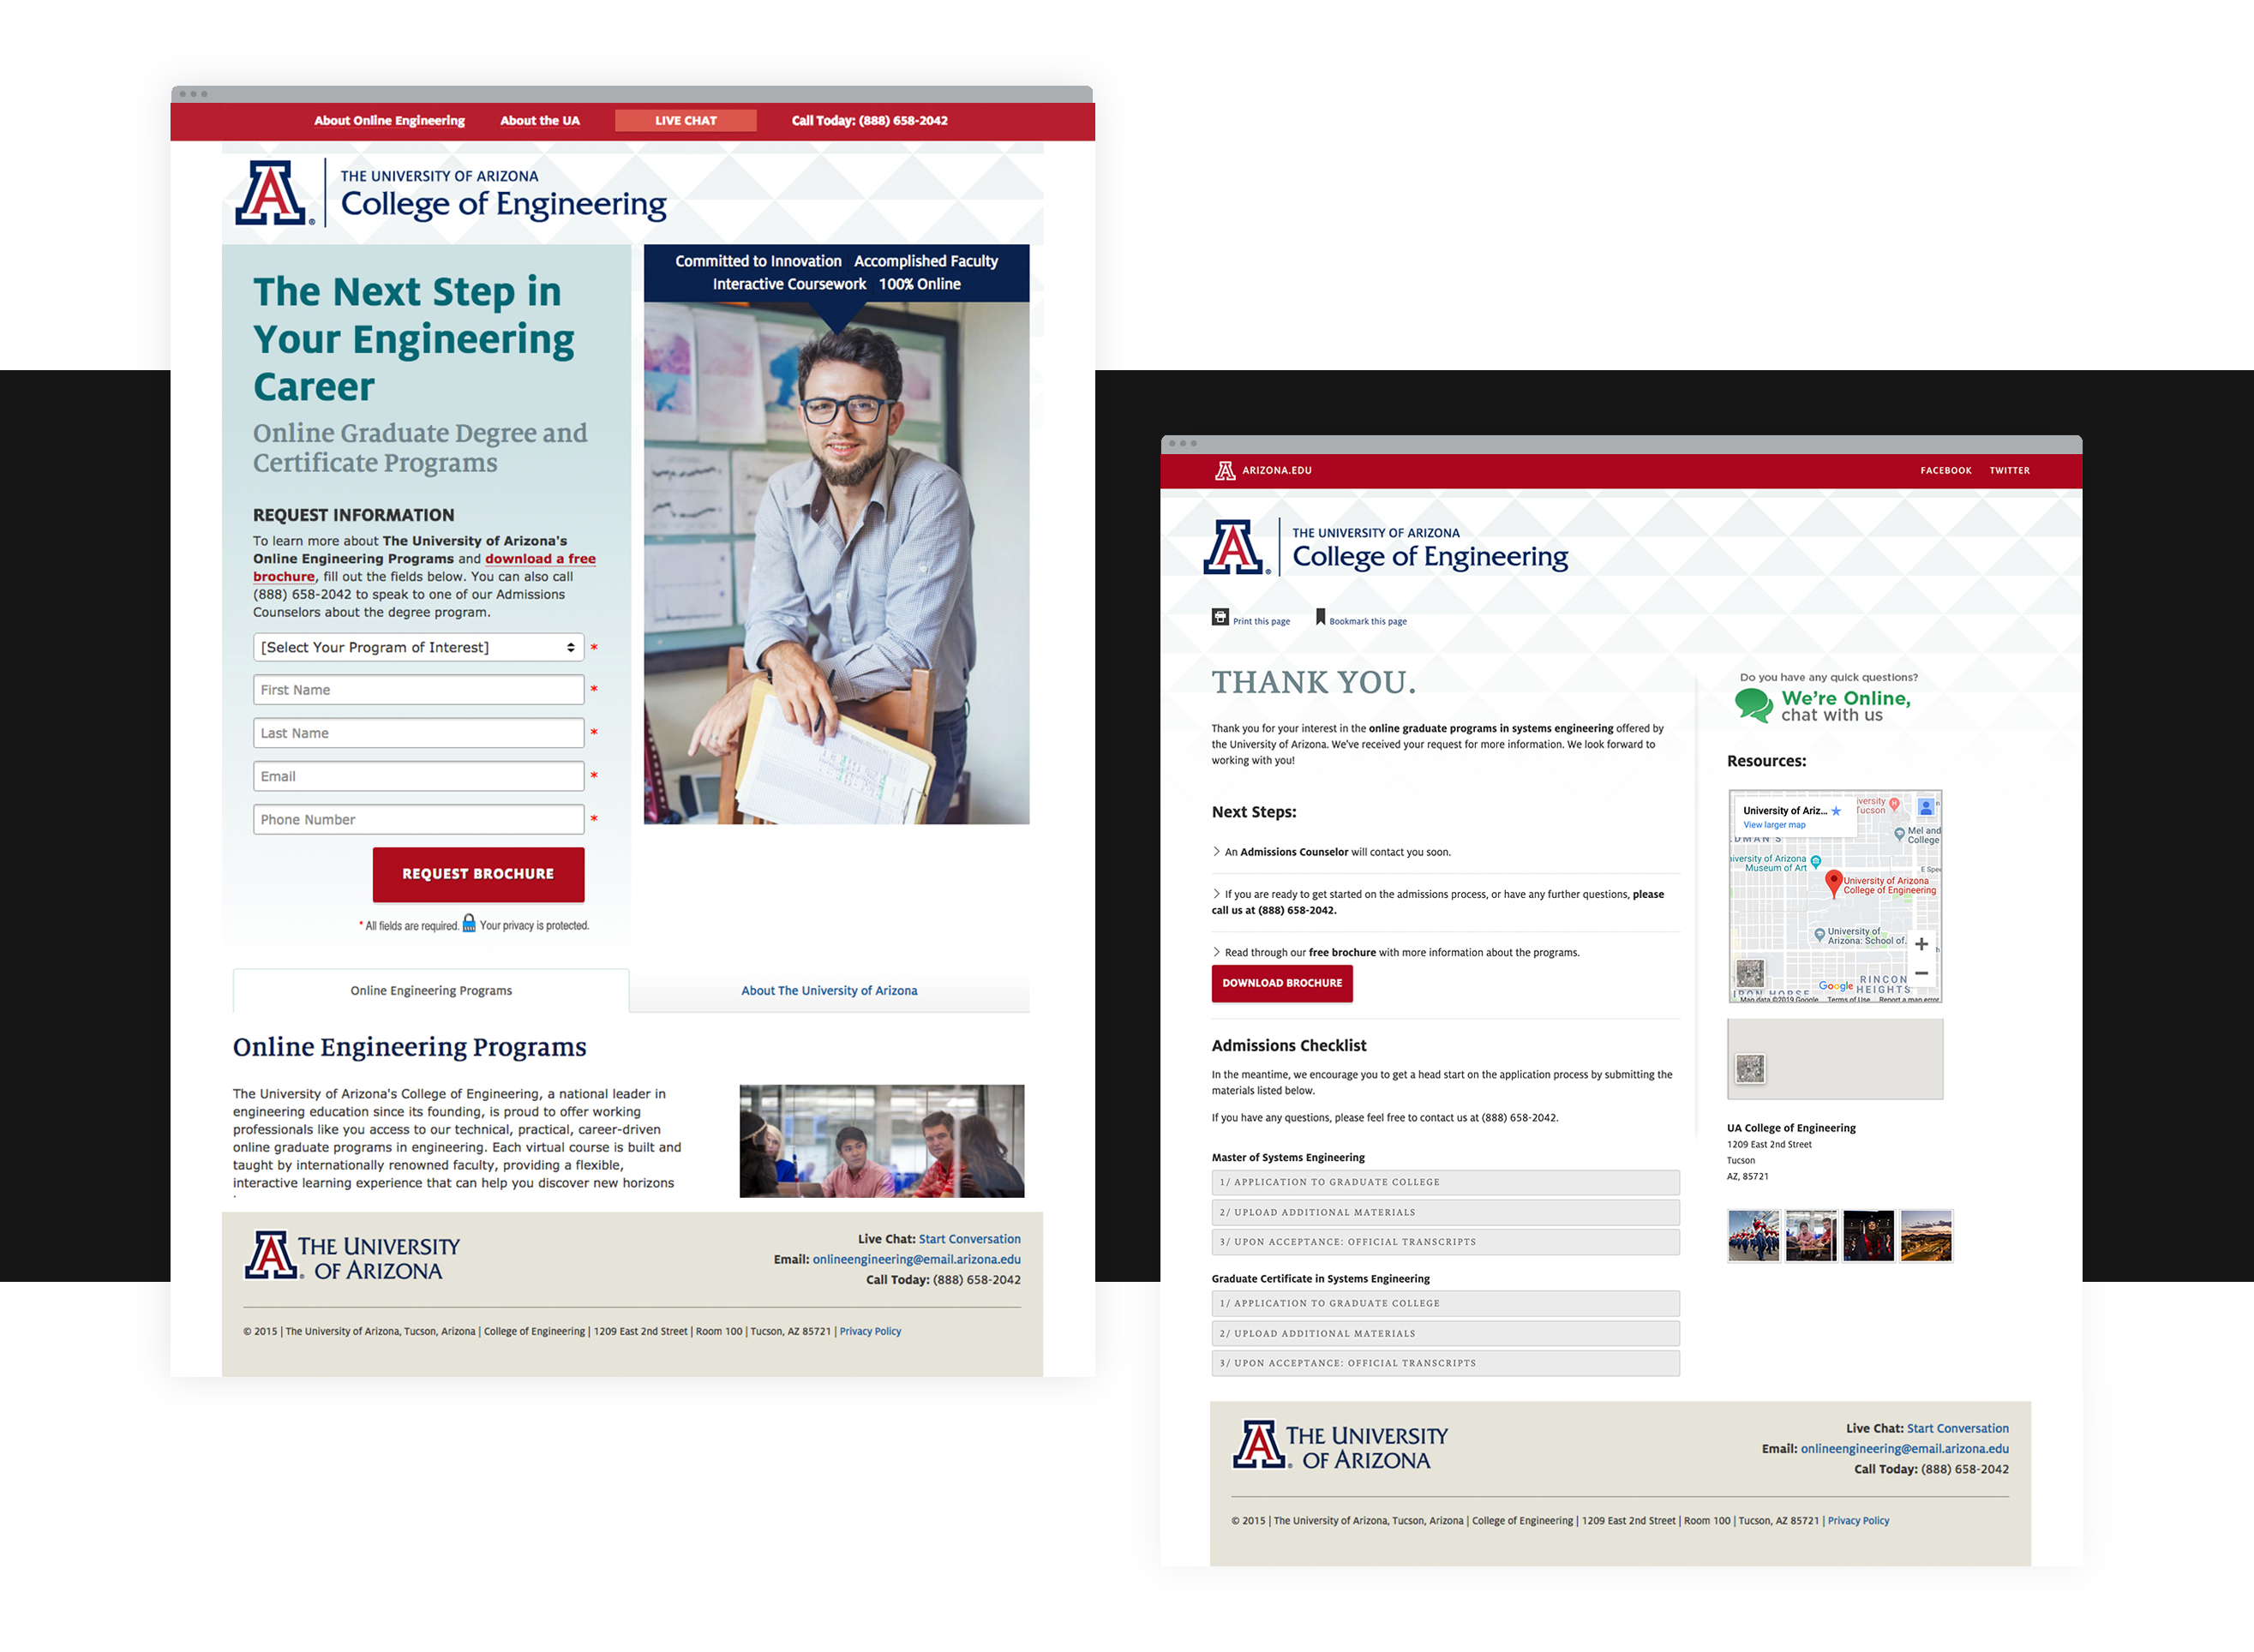 About Online Engineering
About the UA
LIVE CHAT
Call Today: (888) 658-2042
THE UNIVERSITY OF ARIZONA
College of Engineering
The Next Step in
Your Engineering
Career
Online Graduate Degree and
Certificate Programs
REQUEST INFORMATION
To learn more about The University of Arizona's
Online Engineering Programs and download a free
brochure, fill out the fields below. You can also call
(888) 658-2042 to speak to one of our Admissions
Counselors about the degree program.
[Select Your Program of Interest] *
First Name *
Last Name *
Email *
Phone Number *
REQUEST BROCHURE
* All fields are required. Your privacy is protected.
Committed to Innovation Accomplished Faculty
Interactive Coursework 100% Online
Online Engineering Programs
About The University of Arizona
Online Engineering Programs
The University of Arizona's College of Engineering, a national leader in
engineering education since its founding, is proud to offer working
professionals like you access to our technical, practical, career-driven
online graduate programs in engineering. Each virtual course is built and
taught by internationally renowned faculty, providing a flexible,
interactive learning experience that can help you discover new horizons
THE UNIVERSITY
OF ARIZONA
Live Chat: Start Conversation
Email: onlineengineering@email.arizona.edu
Call Today: (888) 658-2042
© 2015 | The University of Arizona, Tucson, Arizona | College of Engineering | 1209 East 2nd Street | Room 100 | Tucson, AZ 85721 | Privacy Policy
ARIZONA.EDU
FACEBOOK
TWITTER
THE UNIVERSITY OF ARIZONA
College of Engineering
Print this page
Bookmark this page
THANK YOU.
Thank you for your interest in the online graduate programs in systems engineering offered by
the University of Arizona. We've received your request for more information. We look forward to
working with you!
Next Steps:
> An Admissions Counselor will contact you soon.
> If you are ready to get started on the admissions process, or have any further questions, please
call us at (888) 658-2042.
> Read through our free brochure with more information about the programs.
DOWNLOAD BROCHURE
Admissions Checklist
In the meantime, we encourage you to get a head start on the application process by submitting the
materials listed below.
If you have any questions, please feel free to contact us at (888) 658-2042.
Master of Systems Engineering
1/ APPLICATION TO GRADUATE COLLEGE
2/ UPLOAD ADDITIONAL MATERIALS
3/ UPON ACCEPTANCE: OFFICIAL TRANSCRIPTS
Graduate Certificate in Systems Engineering
1/ APPLICATION TO GRADUATE COLLEGE
2/ UPLOAD ADDITIONAL MATERIALS
3/ UPON ACCEPTANCE: OFFICIAL TRANSCRIPTS
Do you have any quick questions?
We're Online,
chat with us
Resources:
University of Ariz...
View larger map
Tucson
Mel and
College
Museum of Art
University of Arizona
College of Engineering
University of
Arizona: School of
RINCON
HEIGHTS
Google
Map data ©2019 Google Terms of Use Report a map error
UA College of Engineering
1209 East 2nd Street
Tucson
AZ, 85721
THE UNIVERSITY
OF ARIZONA
Live Chat: Start Conversation
Email: onlineengineering@email.arizona.edu
Call Today: (888) 658-2042
© 2015 | The University of Arizona, Tucson, Arizona | College of Engineering | 1209 East 2nd Street | Room 100 | Tucson, AZ 85721 | Privacy Policy